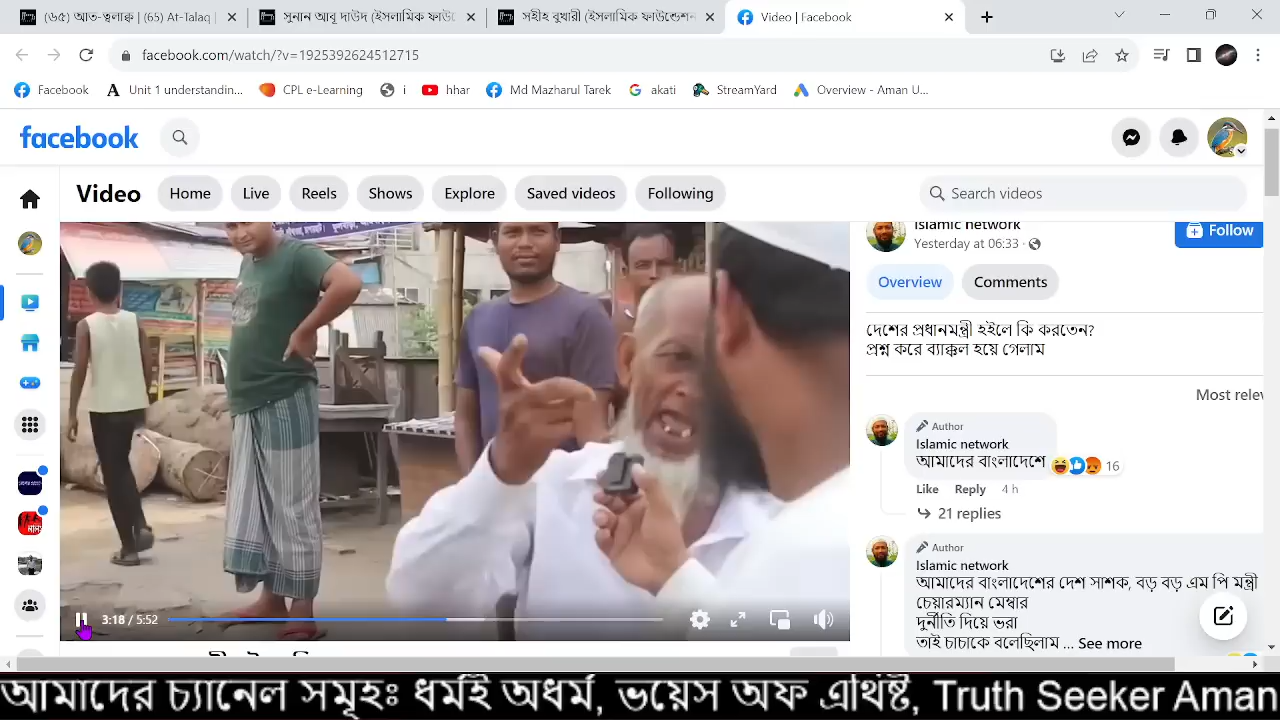 (৬৫) আত-ত্বলাক্ব | (65) At-Talaq |
সুনান আবু দাউদ (ইসলামিক ফাউ
সহীহ বুখারী (ইসলামিক ফাউন্ডেশন
Video | Facebook
facebook.com/watch/?v=1925392624512715
Facebook
Unit 1 understandin...
CPL e-Learning
i
hhar
Md Mazharul Tarek
akati
StreamYard
Overview - Aman U...
facebook
Video
Home
Live
Reels
Shows
Explore
Saved videos
Following
Search videos
Islamic network
Yesterday at 06:33
Follow
Overview
Comments
দেশের প্রধানমন্ত্রী হইলে কি করতেন?
প্রশ্ন করে ব্যাক্কল হয়ে গেলাম
Most relev
Author
Islamic network
আমাদের বাংলাদেশে
16
Like Reply 4 h
21 replies
Author
Islamic network
আমাদের বাংলাদেশের দেশ সাশক, বড় বড় এম পি মন্ত্রী
চেয়ারম্যান মেম্বার
দুর্নীতি দিয়ে ভরা
তাই চাচাকে বলেছিলাম ... See more
3:18 / 5:52
আমাদের চ্যানেল সমূহঃ ধর্মই অধর্ম, ভয়েস অফ এথিষ্ট, Truth Seeker Aman